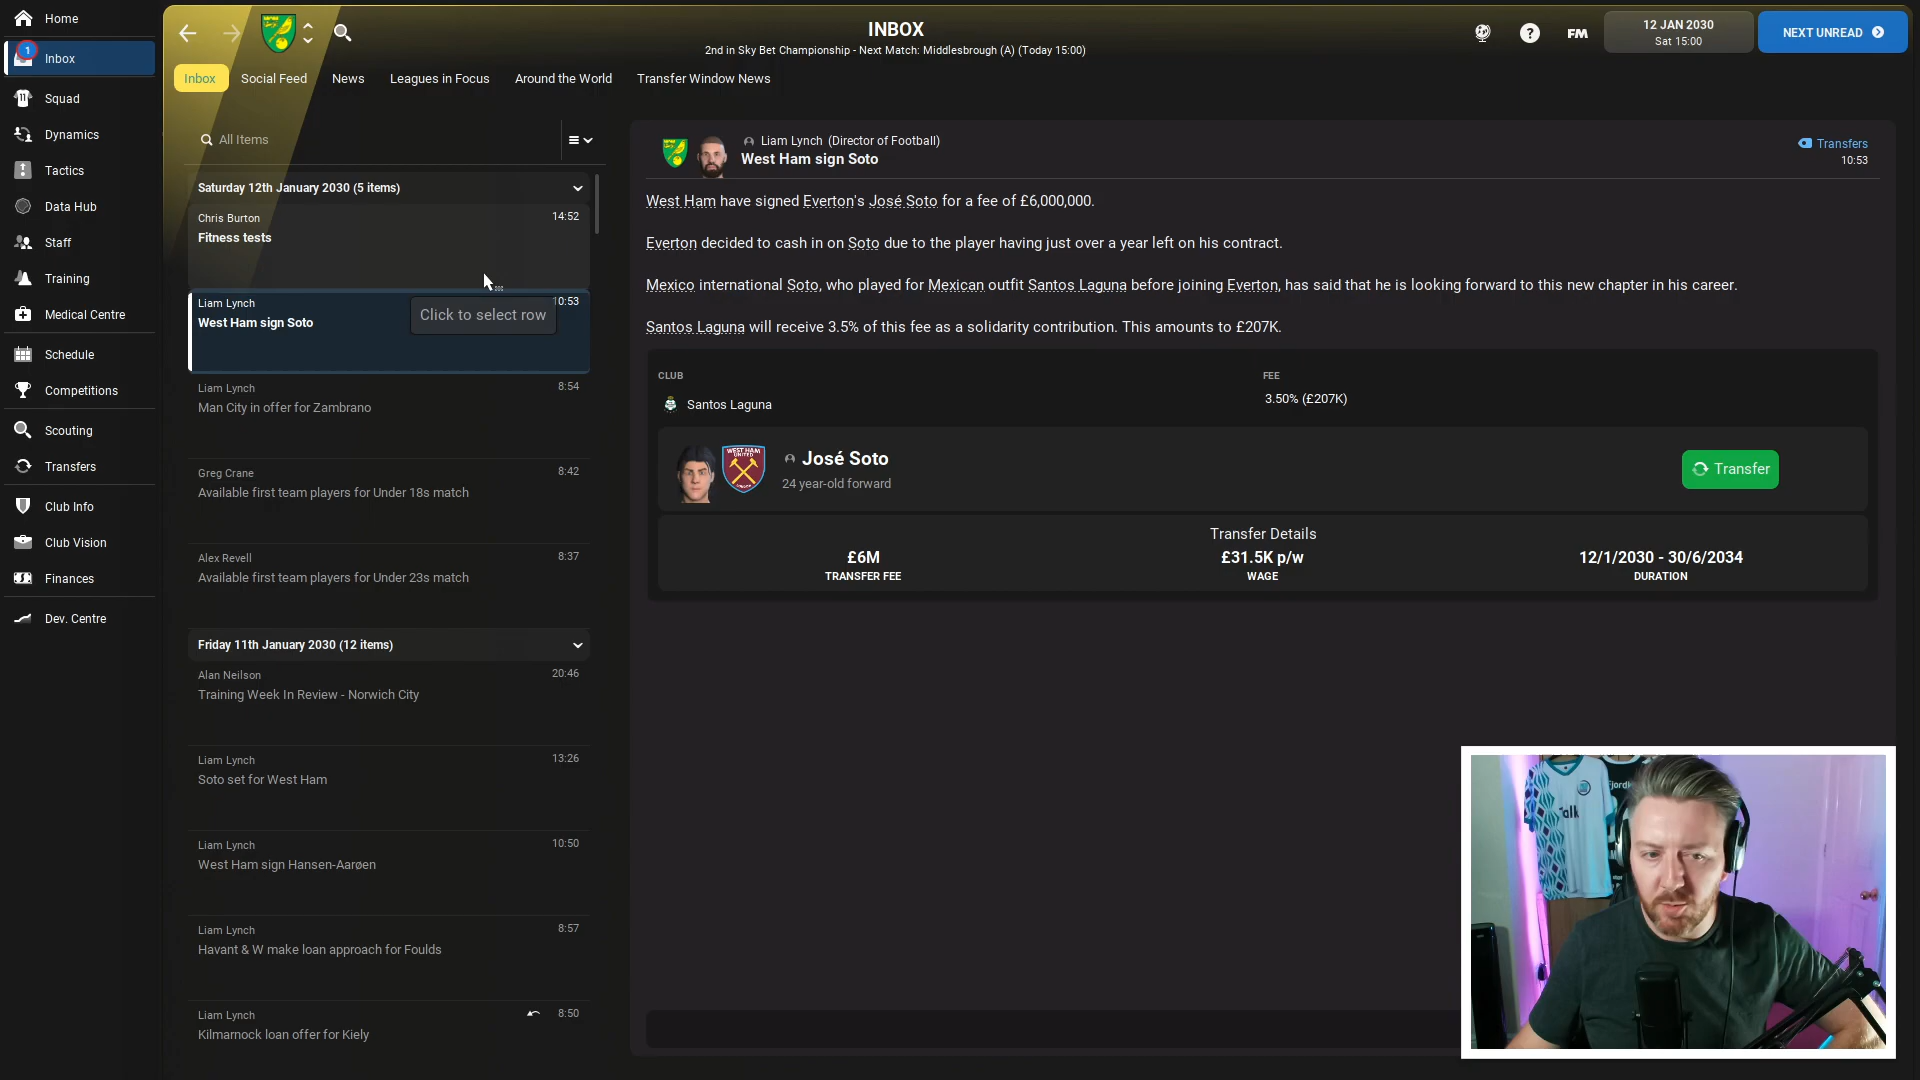 Home
1
Inbox
Squad
Dynamics
Tactics
Data Hub
Staff
Training
Medical Centre
Schedule
Competitions
Scouting
Transfers
Club Info
Club Vision
Finances
Dev. Centre
INBOX
2nd in Sky Bet Championship - Next Match: Middlesbrough (A) (Today 15:00)
?
FM
12 JAN 2030
Sat 15:00
NEXT UNREAD
Inbox
Social Feed
News
Leagues in Focus
Around the World
Transfer Window News
All Items
Saturday 12th January 2030 (5 items)
Chris Burton 14:52
Fitness tests
Liam Lynch 10:53
West Ham sign Soto
Click to select row
Liam Lynch 8:54
Man City in offer for Zambrano
Greg Crane 8:42
Available first team players for Under 18s match
Alex Revell 8:37
Available first team players for Under 23s match
Friday 11th January 2030 (12 items)
Alan Neilson 20:46
Training Week In Review - Norwich City
Liam Lynch 13:26
Soto set for West Ham
Liam Lynch 10:50
West Ham sign Hansen-Aarøen
Liam Lynch 8:57
Havant & W make loan approach for Foulds
Liam Lynch 8:50
Kilmarnock loan offer for Kiely
Liam Lynch (Director of Football)
West Ham sign Soto
Transfers
10:53
West Ham have signed Everton's José Soto for a fee of £6,000,000.
Everton decided to cash in on Soto due to the player having just over a year left on his contract.
Mexico international Soto, who played for Mexican outfit Santos Laguna before joining Everton, has said that he is looking forward to this new chapter in his career.
Santos Laguna will receive 3.5% of this fee as a solidarity contribution. This amounts to £207K.
CLUB
FEE
Santos Laguna
3.50% (£207K)
WEST HAM
UNITED
José Soto
24 year-old forward
Transfer
Transfer Details
£6M
TRANSFER FEE
£31.5K p/w
WAGE
12/1/2030 - 30/6/2034
DURATION